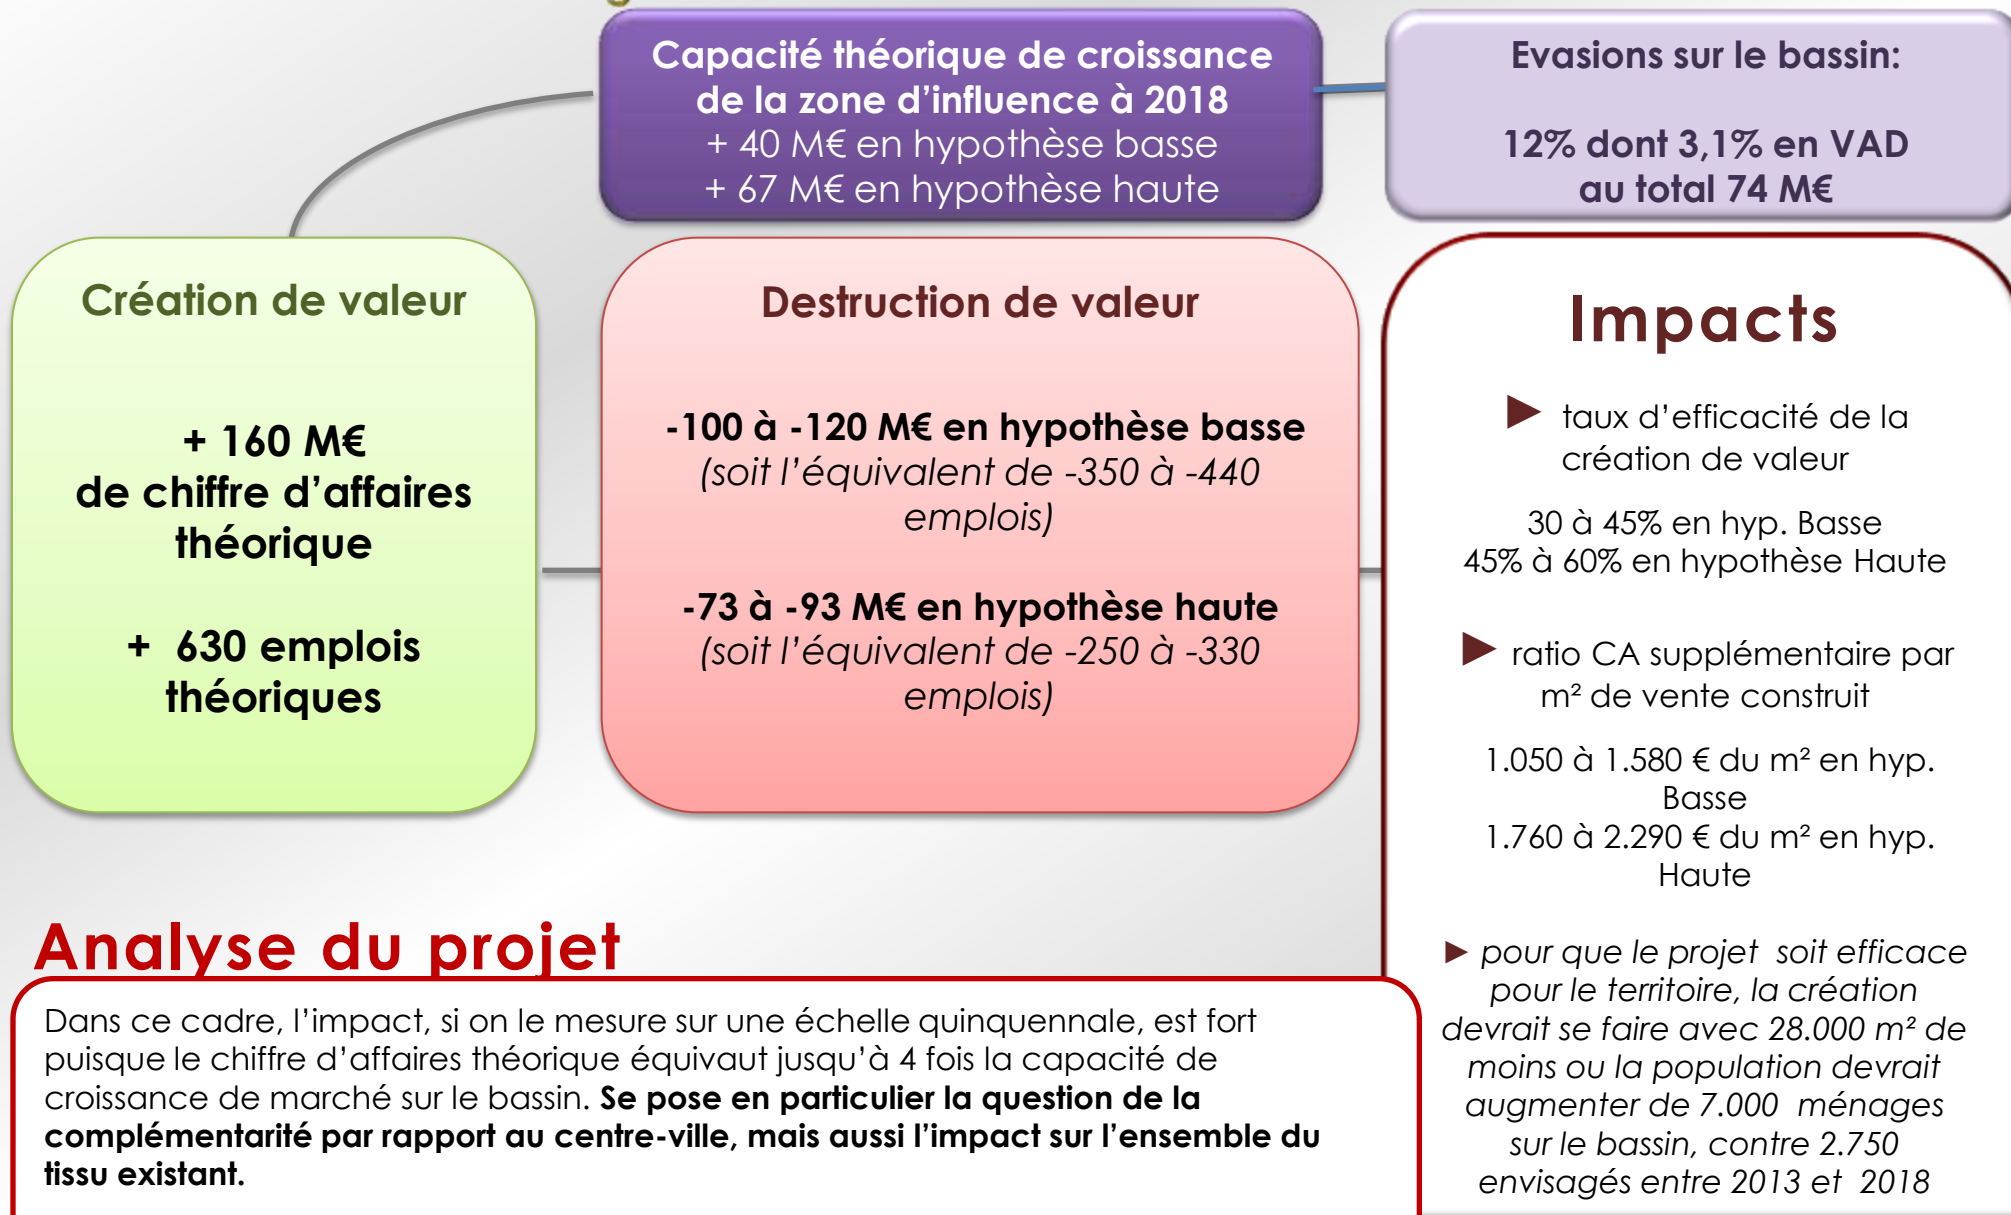 Capacité théorique de croissance
de la zone d’influence à 2018
+ 40 M€ en hypothèse basse
+ 67 M€ en hypothèse haute
Evasions sur le bassin:
12% dont 3,1% en VAD
au total 74 M€
Création de valeur
+ 160 M€
de chiffre d’affaires
théorique
+ 630 emplois
théoriques
Destruction de valeur
-100 à -120 M€ en hypothèse basse
(soit l’équivalent de -350 à -440
emplois)
-73 à -93 M€ en hypothèse haute
(soit l’équivalent de -250 à -330
emplois)
Impacts
► taux d’efficacité de la
création de valeur
30 à 45% en hyp. Basse
45% à 60% en hypothèse Haute
► ratio CA supplémentaire par
m² de vente construit
1.050 à 1.580 € du m² en hyp.
Basse
1.760 à 2.290 € du m² en hyp.
Haute
► pour que le projet soit efficace
pour le territoire, la création
devrait se faire avec 28.000 m² de
moins ou la population devrait
augmenter de 7.000 ménages
sur le bassin, contre 2.750
envisagés entre 2013 et 2018
Analyse du projet
Dans ce cadre, l’impact, si on le mesure sur une échelle quinquennale, est fort
puisque le chiffre d’affaires théorique équivaut jusqu’à 4 fois la capacité de
croissance de marché sur le bassin. Se pose en particulier la question de la
complémentarité par rapport au centre-ville, mais aussi l’impact sur l’ensemble du
tissu existant.